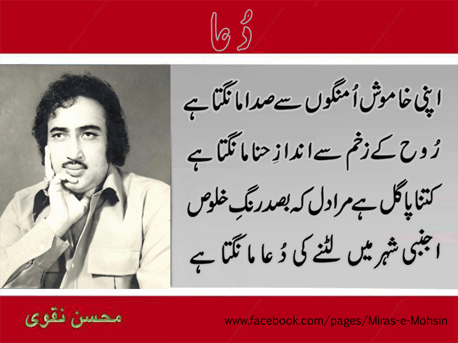 دُعا
اپنی خاموش اُمنگوں سے صدا مانگتا ہے
رُوح کے زخم سے اندازِ حنا مانگتا ہے
کتنا پاگل ہے مرا دل کہ بصد رنگِ خلوص
اجنبی شہر میں لٹنے کی دُعا مانگتا ہے
محسن نقوی
www.facebook.com/pages/Miras-e-Mohsin